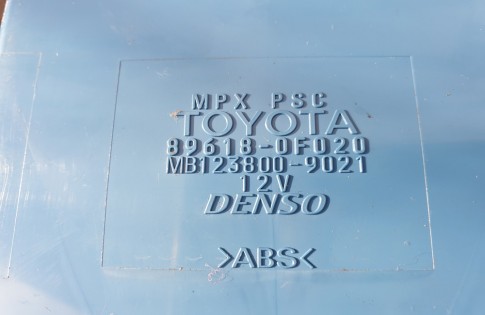 MPX PSC
TOYOTA
89618-0F020
MB123800-9021
12V
DENSO
>ABS<